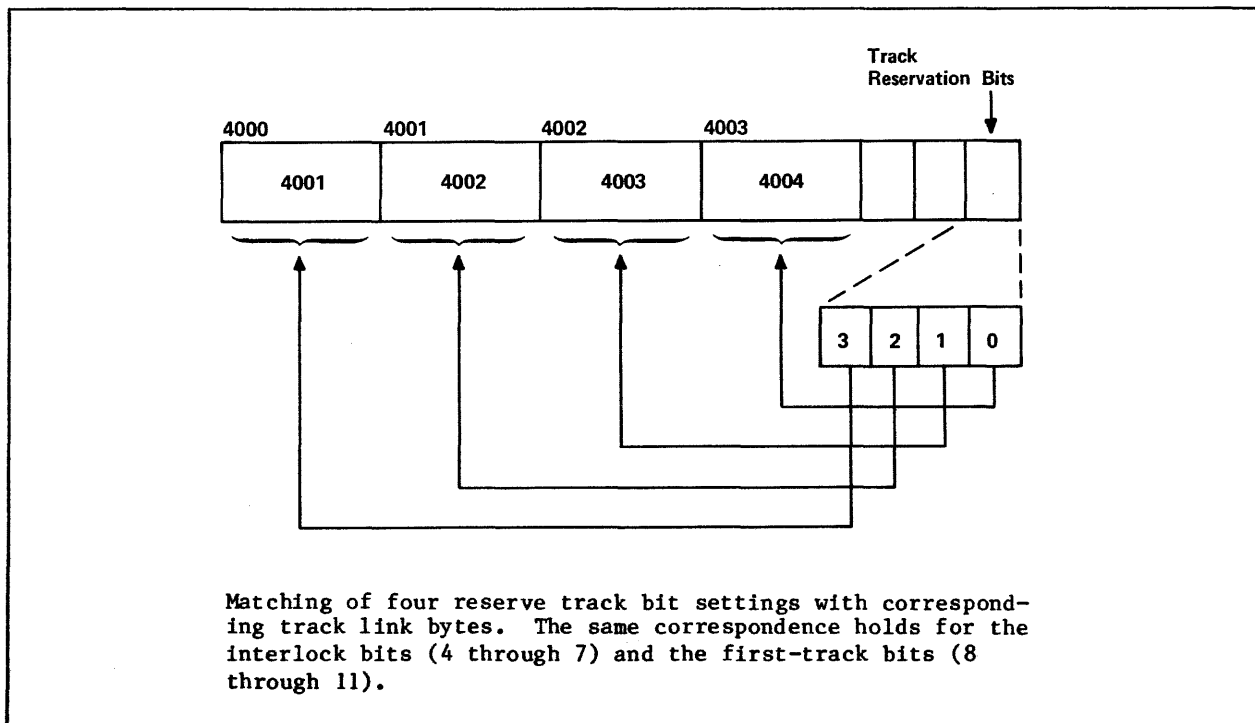 Track
Reservation Bits
4000 4001 4002 4003
4001 4002 4003 4004
3 2 1 0
Matching of four reserve track bit settings with correspond-
ing track link bytes. The same correspondence holds for the
interlock bits (4 through 7) and the first-track bits (8
through 11).